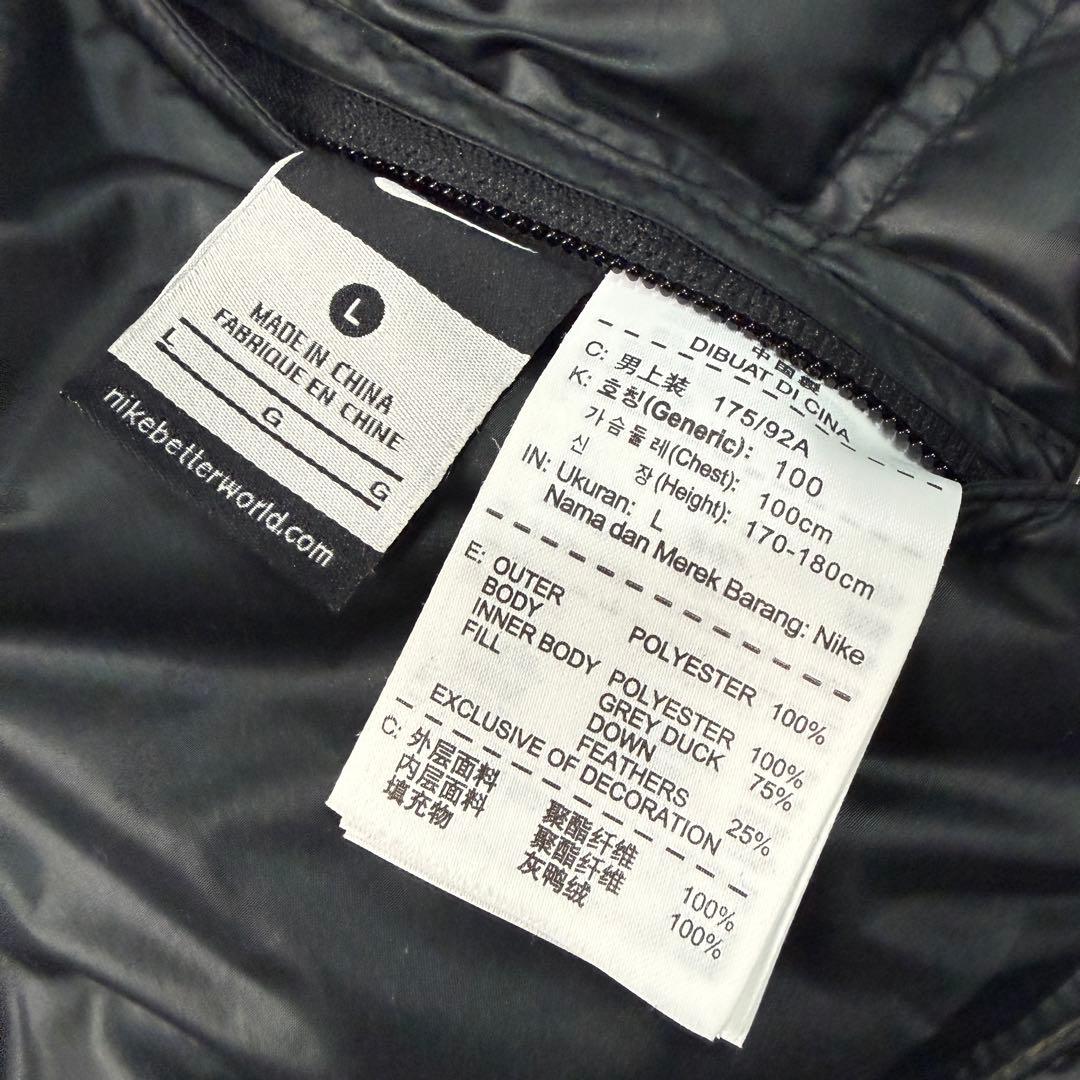 L
MADE IN CHINA
FABRIQUE EN CHINE
L
G
G
nikebetterworld.com
DIBUAT DI CINA
C: 男上装 175/92A
K: 호칭(Generic): 100
가슴둘레(Chest): 100cm
신 장(Height): 170-180cm
IN: Ukuran: L
Nama dan Merek Barang: Nike
E: OUTER
BODY POLYESTER 100%
INNER BODY POLYESTER 100%
FILL GREY DUCK 75%
DOWN
FEATHERS 25%
EXCLUSIVE OF DECORATION
C: 外层面料 聚酯纤维 100%
内层面料 聚酯纤维 100%
填充物 灰鸭绒